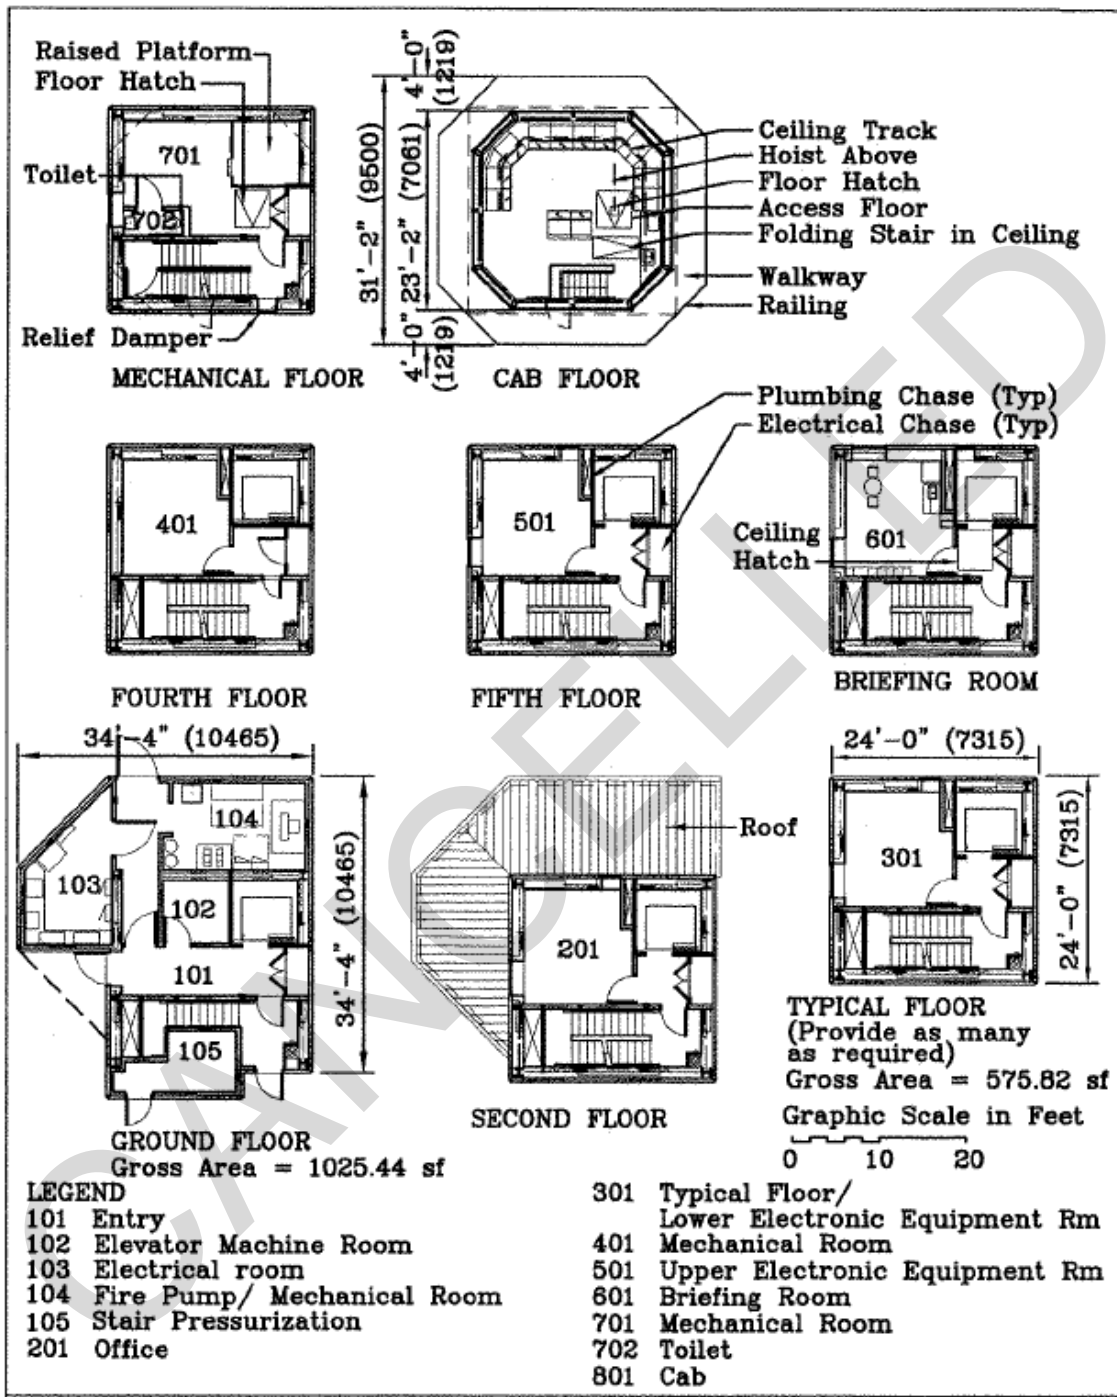 Raised Platform
Floor Hatch
701
Toilet
702
Relief Damper
MECHANICAL FLOOR
4'-0"
(1219)
31'-2" (9500)
23'-2" (7061)
4'-0"
(1219)
Ceiling Track
Hoist Above
Floor Hatch
Access Floor
Folding Stair in Ceiling
Walkway
Railing
CAB FLOOR
Plumbing Chase (Typ)
Electrical Chase (Typ)
401
FOURTH FLOOR
501
FIFTH FLOOR
Ceiling
Hatch
601
BRIEFING ROOM
34'-4" (10465)
104
103
102
101
105
34'-4" (10465)
GROUND FLOOR
Gross Area = 1025.44 sf
Roof
201
SECOND FLOOR
24'-0" (7315)
301
24'-0" (7315)
TYPICAL FLOOR
(Provide as many
as required)
Gross Area = 575.82 sf
Graphic Scale in Feet
0 10 20
LEGEND
101 Entry
102 Elevator Machine Room
103 Electrical room
104 Fire Pump/ Mechanical Room
105 Stair Pressurization
201 Office
301 Typical Floor/
Lower Electronic Equipment Rm
401 Mechanical Room
501 Upper Electronic Equipment Rm
601 Briefing Room
701 Mechanical Room
702 Toilet
801 Cab
CANCELLED